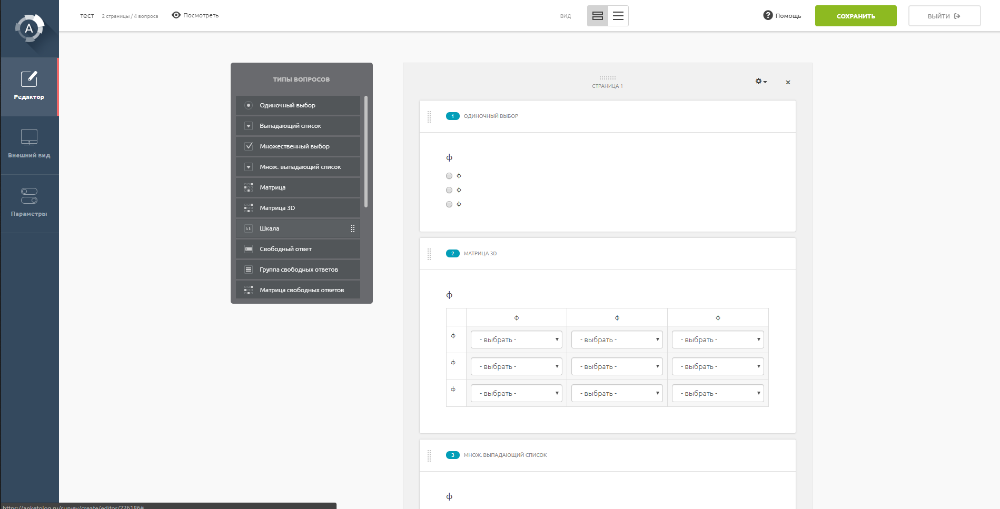 A
тест 2 страницы / 4 вопроса Посмотреть ВИД Помощь СОХРАНИТЬ ВЫЙТИ
Редактор
Внешний вид
Параметры
ТИПЫ ВОПРОСОВ
Одиночный выбор
Выпадающий список
Множественный выбор
Множ. выпадающий список
Матрица
Матрица 3D
Шкала
Свободный ответ
Группа свободных ответов
Матрица свободных ответов
СТРАНИЦА 1
1 ОДИНОЧНЫЙ ВЫБОР
ф
ф
ф
ф
2 МАТРИЦА 3D
ф
ф ф ф
ф - выбрать - - выбрать - - выбрать -
ф - выбрать - - выбрать - - выбрать -
ф - выбрать - - выбрать - - выбрать -
3 МНОЖ. ВЫПАДАЮЩИЙ СПИСОК
ф
https://anketolog.ru/survey/create/editor/226186#